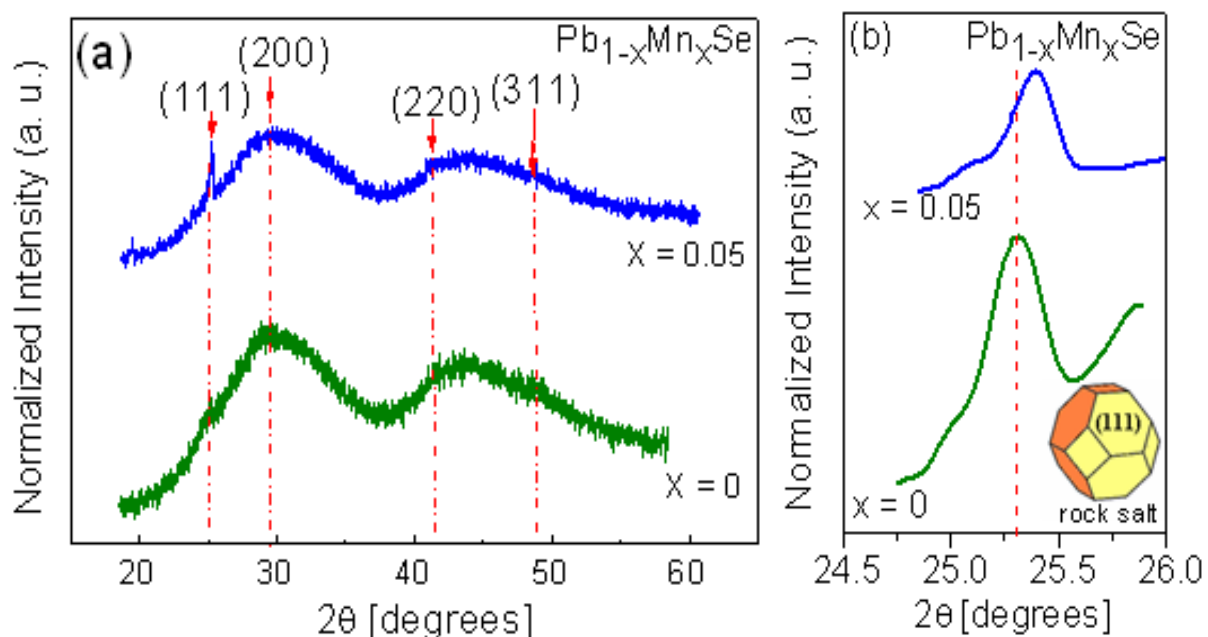 (a)
Pb1-xMnxSe
(200)
(111)
(220)
(311)
X = 0.05
X = 0
Normalized Intensity (a. u.)
20 30 40 50 60
2θ [degrees]
(b)
Pb1-xMnxSe
x = 0.05
(111)
x = 0
rock salt
Normalized Intensity (a. u.)
24.5 25.0 25.5 26.0
2θ [degrees]